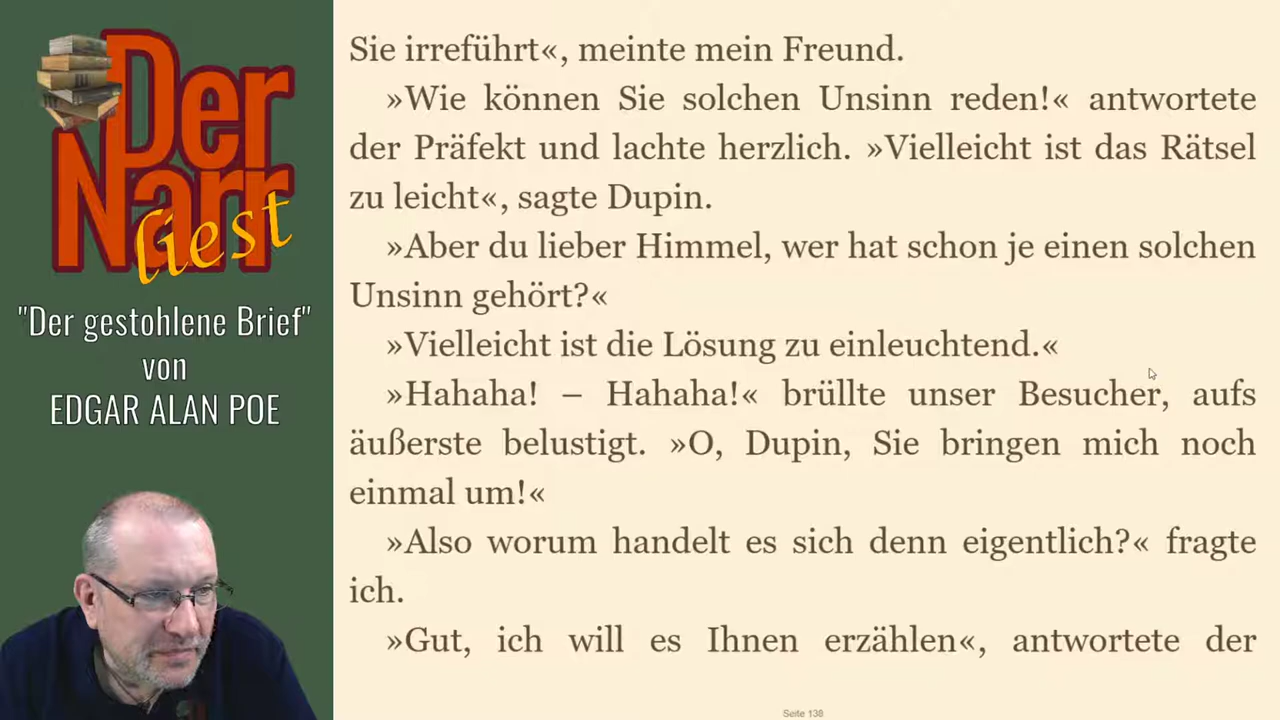 Der
Narr
liest
"Der gestohlene Brief"
von
EDGAR ALAN POE
Sie irreführt«, meinte mein Freund.
»Wie können Sie solchen Unsinn reden!« antwortete
der Präfekt und lachte herzlich. »Vielleicht ist das Rätsel
zu leicht«, sagte Dupin.
»Aber du lieber Himmel, wer hat schon je einen solchen
Unsinn gehört?«
»Vielleicht ist die Lösung zu einleuchtend.«
»Hahaha! – Hahaha!« brüllte unser Besucher, aufs
äußerste belustigt. »O, Dupin, Sie bringen mich noch
einmal um!«
»Also worum handelt es sich denn eigentlich?« fragte
ich.
»Gut, ich will es Ihnen erzählen«, antwortete der
Seite 138